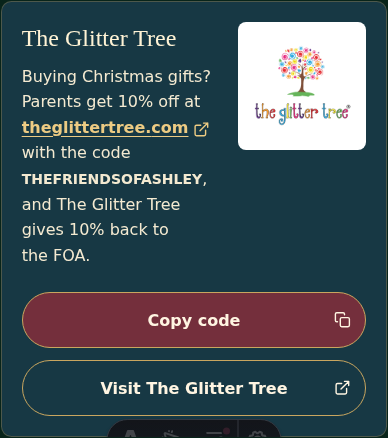 The Glitter Tree
Buying Christmas gifts?
Parents get 10% off at
theglittertree.com
with the code
THEFRIENDSOFASHLEY,
and The Glitter Tree
gives 10% back to
the FOA.
the glitter tree
Copy code
Visit The Glitter Tree